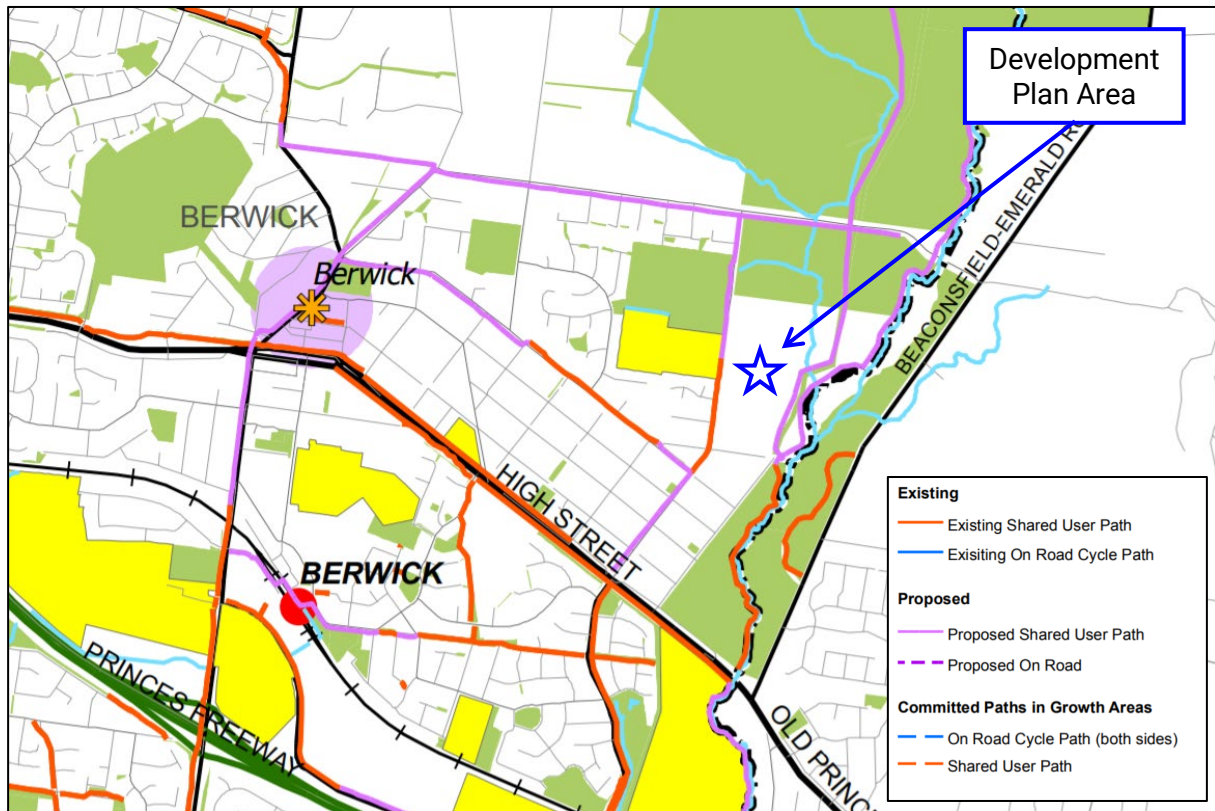 Development
Plan Area
BERWICK
Berwick
BEACONSFIELD-EMERALD RO
HIGH STREET
BERWICK
PRINCES FREEWAY
OLD PRINC
Existing
Existing Shared User Path
Exisiting On Road Cycle Path
Proposed
Proposed Shared User Path
Proposed On Road
Committed Paths in Growth Areas
On Road Cycle Path (both sides)
Shared User Path